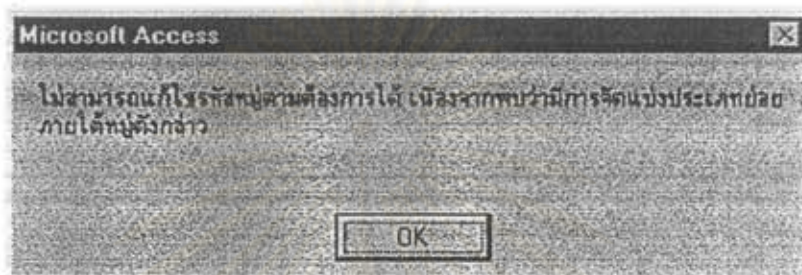 Microsoft Access
ไม่สามารถแก้ไขรหัสหมู่ตามต้องการได้ เนื่องจากพบว่ามีการจัดแบ่งประเภทย่อย
ภายใต้หมู่ดังกล่าว
OK